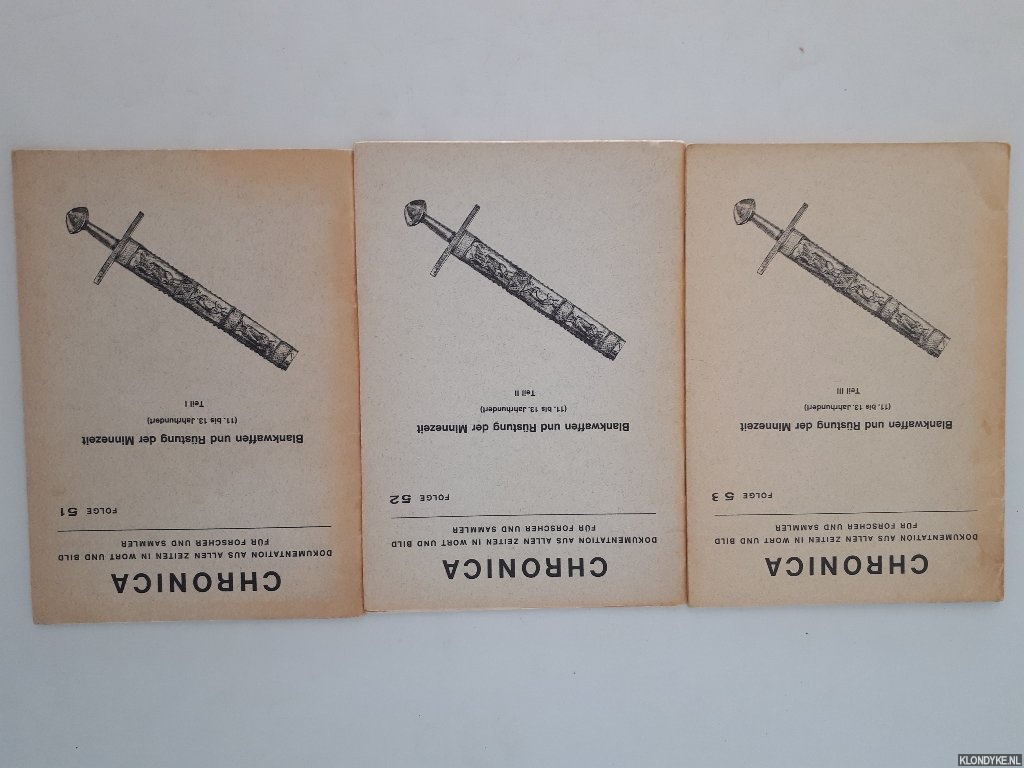 CHRONICA
DOKUMENTATION AUS ALLEN ZEITEN IN WORT UND BILD
FÜR FORSCHER UND SAMMLER
FOLGE 51
Blankwaffen und Rüstung der Minnezeit
(11. bis 13. Jahrhundert)
Teil I
CHRONICA
DOKUMENTATION AUS ALLEN ZEITEN IN WORT UND BILD
FÜR FORSCHER UND SAMMLER
FOLGE 52
Blankwaffen und Rüstung der Minnezeit
(11. bis 13. Jahrhundert)
Teil II
CHRONICA
DOKUMENTATION AUS ALLEN ZEITEN IN WORT UND BILD
FÜR FORSCHER UND SAMMLER
FOLGE 53
Blankwaffen und Rüstung der Minnezeit
(11. bis 13. Jahrhundert)
Teil III
KLONDYKE.NL